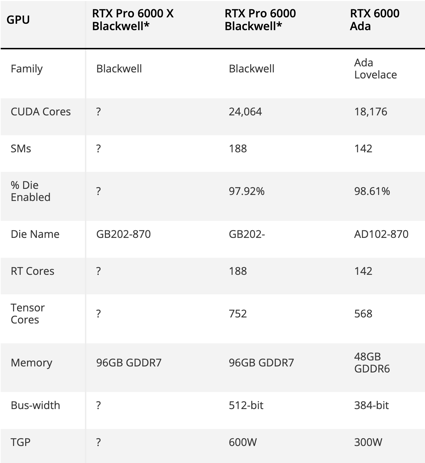 GPU RTX Pro 6000 X Blackwell* RTX Pro 6000 Blackwell* RTX 6000 Ada
Family Blackwell Blackwell Ada Lovelace
CUDA Cores ? 24,064 18,176
SMs ? 188 142
% Die Enabled ? 97.92% 98.61%
Die Name GB202-870 GB202- AD102-870
RT Cores ? 188 142
Tensor Cores ? 752 568
Memory 96GB GDDR7 96GB GDDR7 48GB GDDR6
Bus-width ? 512-bit 384-bit
TGP ? 600W 300W